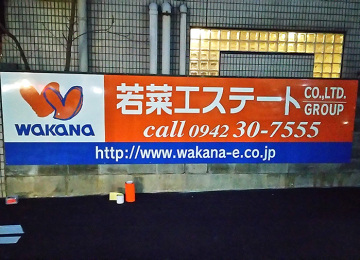 WAKANA
若菜エステート CO.,LTD. GROUP
call 0942 30-7555
http://www.wakana-e.co.jp